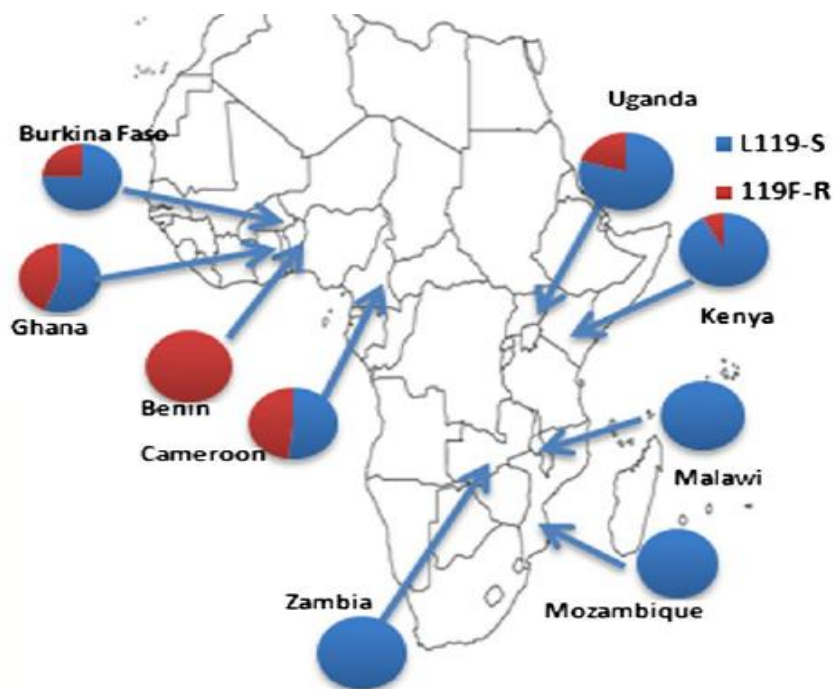 Uganda
Burkina Faso
L119-S
119F-R
Ghana
Kenya
Benin
Cameroon
Malawi
Zambia
Mozambique